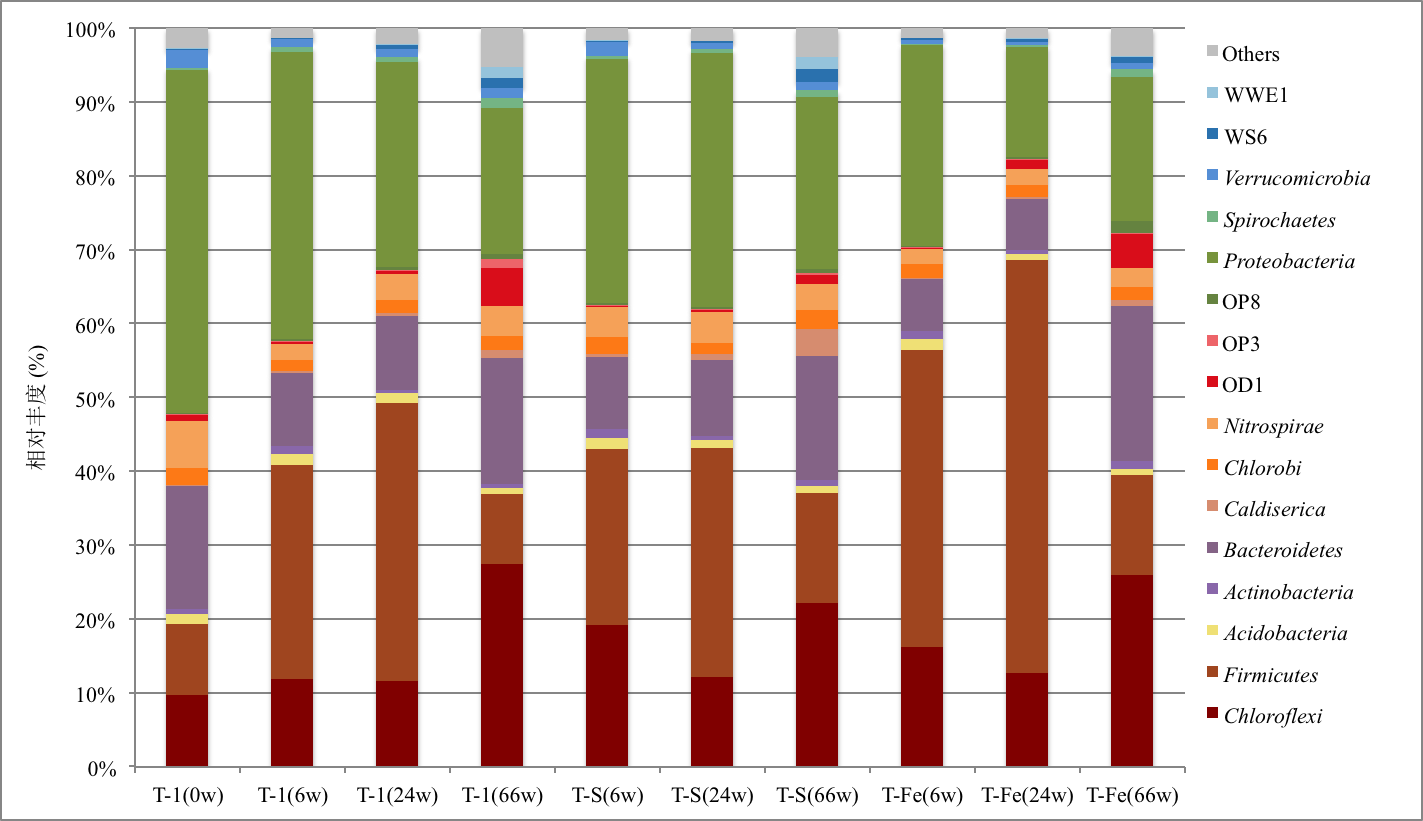 100%
90%
80%
70%
60%
50%
40%
30%
20%
10%
0%
相对丰度 (%)
T-1(0w)
T-1(6w)
T-1(24w)
T-1(66w)
T-S(6w)
T-S(24w)
T-S(66w)
T-Fe(6w)
T-Fe(24w)
T-Fe(66w)
Others
WWE1
WS6
Verrucomicrobia
Spirochaetes
Proteobacteria
OP8
OP3
OD1
Nitrospirae
Chlorobi
Caldiserica
Bacteroidetes
Actinobacteria
Acidobacteria
Firmicutes
Chloroflexi